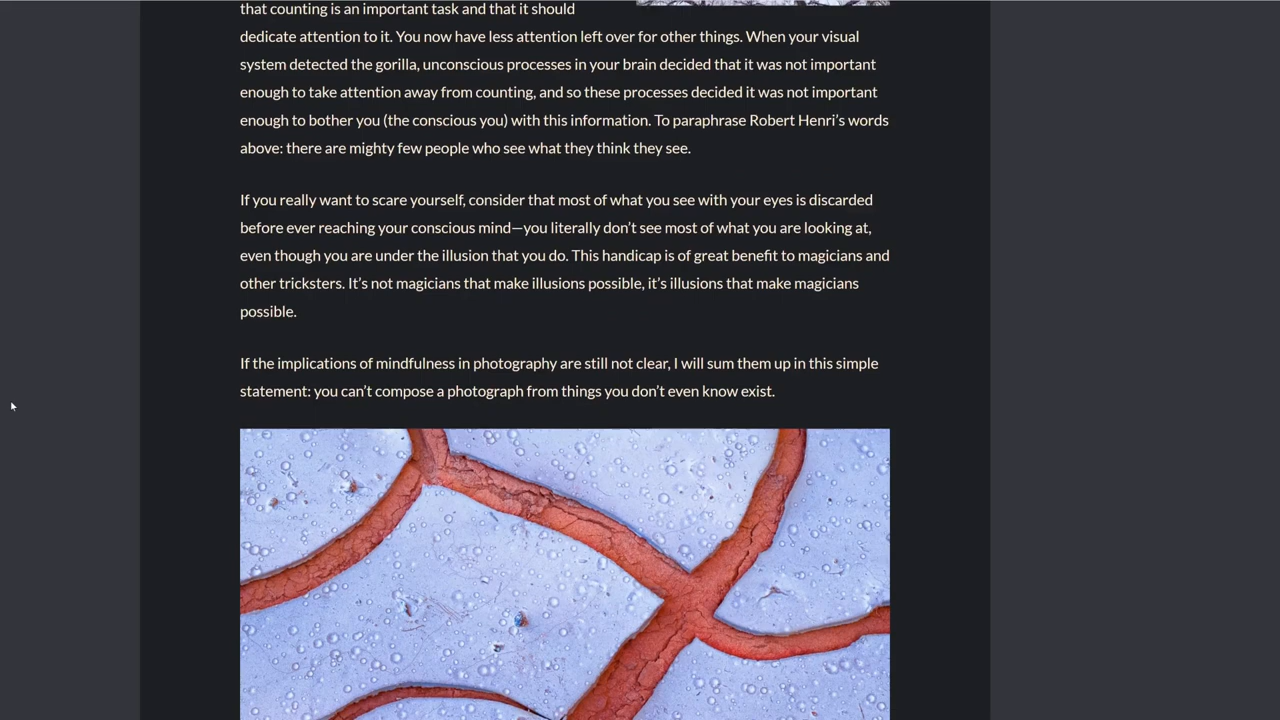 that counting is an important task and that it should
dedicate attention to it. You now have less attention left over for other things. When your visual
system detected the gorilla, unconscious processes in your brain decided that it was not important
enough to take attention away from counting, and so these processes decided it was not important
enough to bother you (the conscious you) with this information. To paraphrase Robert Henri’s words
above: there are mighty few people who see what they think they see.
If you really want to scare yourself, consider that most of what you see with your eyes is discarded
before ever reaching your conscious mind—you literally don’t see most of what you are looking at,
even though you are under the illusion that you do. This handicap is of great benefit to magicians and
other tricksters. It’s not magicians that make illusions possible, it’s illusions that make magicians
possible.
If the implications of mindfulness in photography are still not clear, I will sum them up in this simple
statement: you can’t compose a photograph from things you don’t even know exist.